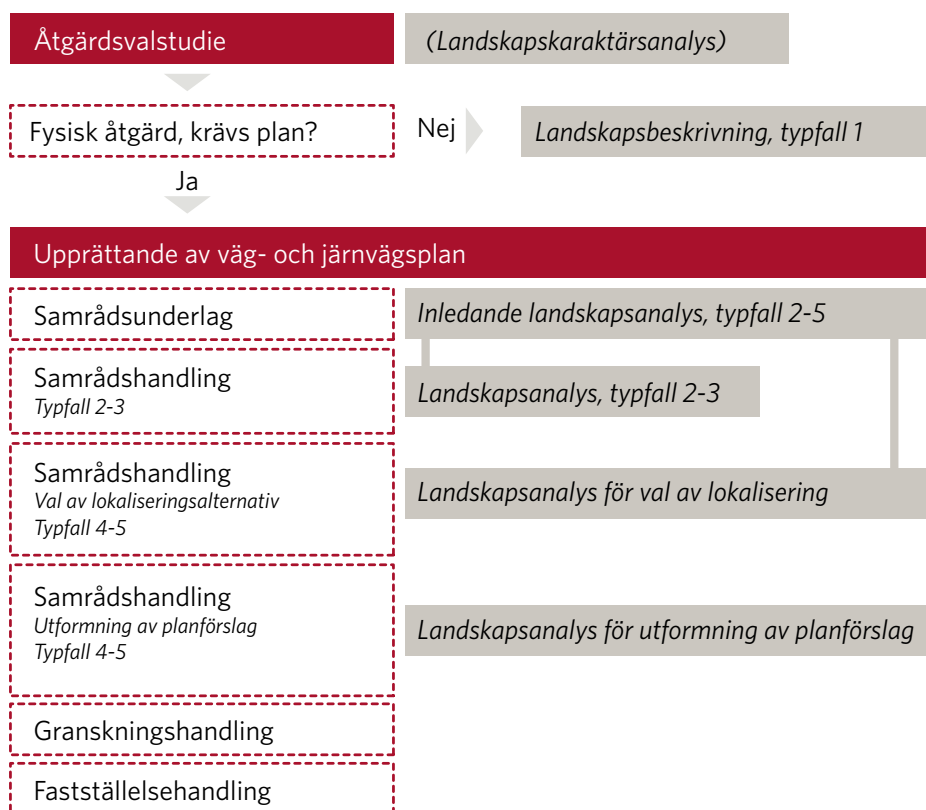 Åtgärdsvalstudie
(Landskapskaraktärsanalys)
Fysisk åtgärd, krävs plan?
Nej
Landskapsbeskrivning, typfall 1
Ja
Upprättande av väg- och järnvägsplan
Samrådsunderlag
Inledande landskapsanalys, typfall 2-5
Samrådshandling
Typfall 2-3
Landskapsanalys, typfall 2-3
Samrådshandling
Val av lokaliseringsalternativ
Typfall 4-5
Landskapsanalys för val av lokalisering
Samrådshandling
Utformning av planförslag
Typfall 4-5
Landskapsanalys för utformning av planförslag
Granskningshandling
Fastställelsehandling